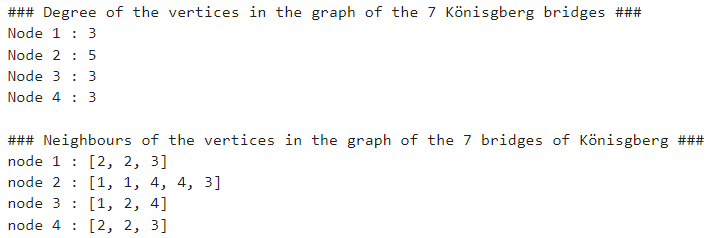 ### Degree of the vertices in the graph of the 7 Könisgberg bridges ###
Node 1 : 3
Node 2 : 5
Node 3 : 3
Node 4 : 3
### Neighbours of the vertices in the graph of the 7 bridges of Könisgberg ###
node 1 : [2, 2, 3]
node 2 : [1, 1, 4, 4, 3]
node 3 : [1, 2, 4]
node 4 : [2, 2, 3]